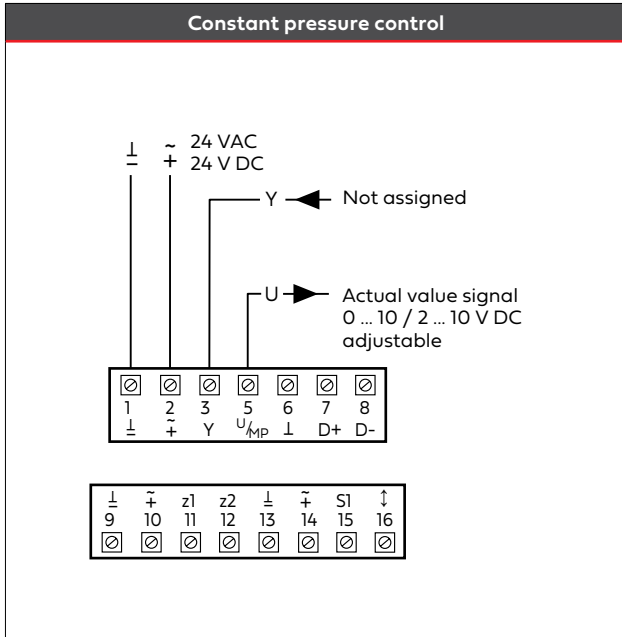 Constant pressure control
⊥ ~ 24 VAC
– + 24 V DC
Y Not assigned
U Actual value signal
0 ... 10 / 2 ... 10 V DC
adjustable
1 2 3 5 6 7 8
⊥ ~+ Y U/MP ⊥ D+ D-
⊥ ~+ z1 z2 ⊥ ~+ S1 ↕
9 10 11 12 13 14 15 16